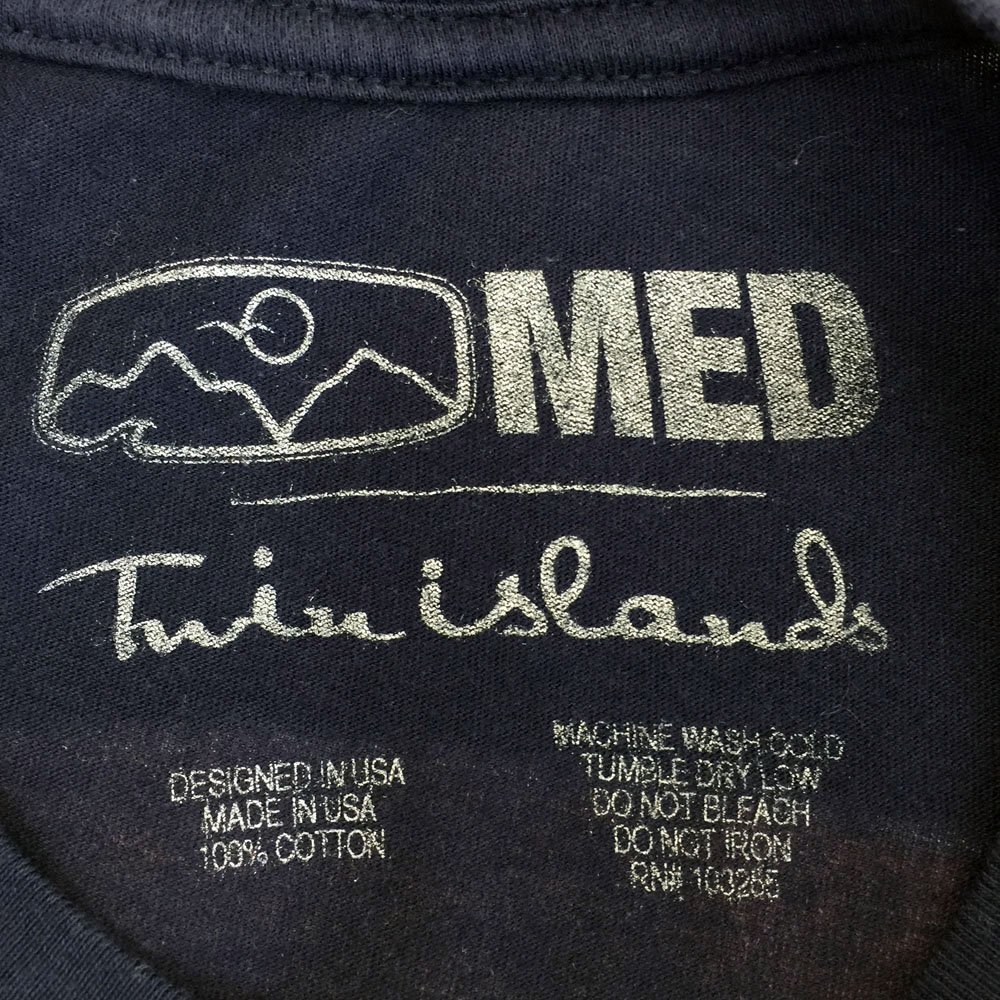 MED
Twin islands
DESIGNED IN USA
MADE IN USA
100% COTTON
MACHINE WASH COLD
TUMBLE DRY LOW
DO NOT BLEACH
DO NOT IRON
RN# 103265